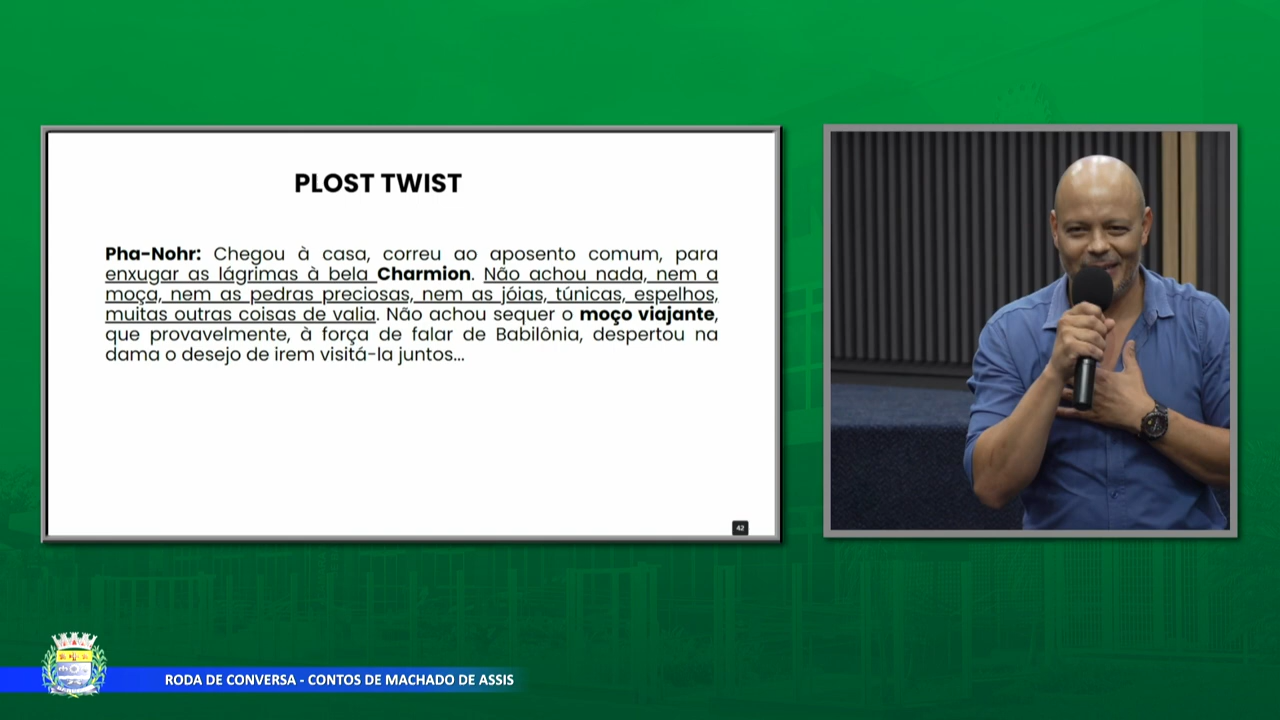 PLOST TWIST
Pha-Nohr: Chegou à casa, correu ao aposento comum, para
enxugar as lágrimas à bela Charmion. Não achou nada, nem a
moça, nem as pedras preciosas, nem as jóias, túnicas, espelhos,
muitas outras coisas de valia. Não achou sequer o moço viajante,
que provavelmente, à força de falar de Babilônia, despertou na
dama o desejo de irem visitá-la juntos...
42
RODA DE CONVERSA - CONTOS DE MACHADO DE ASSIS